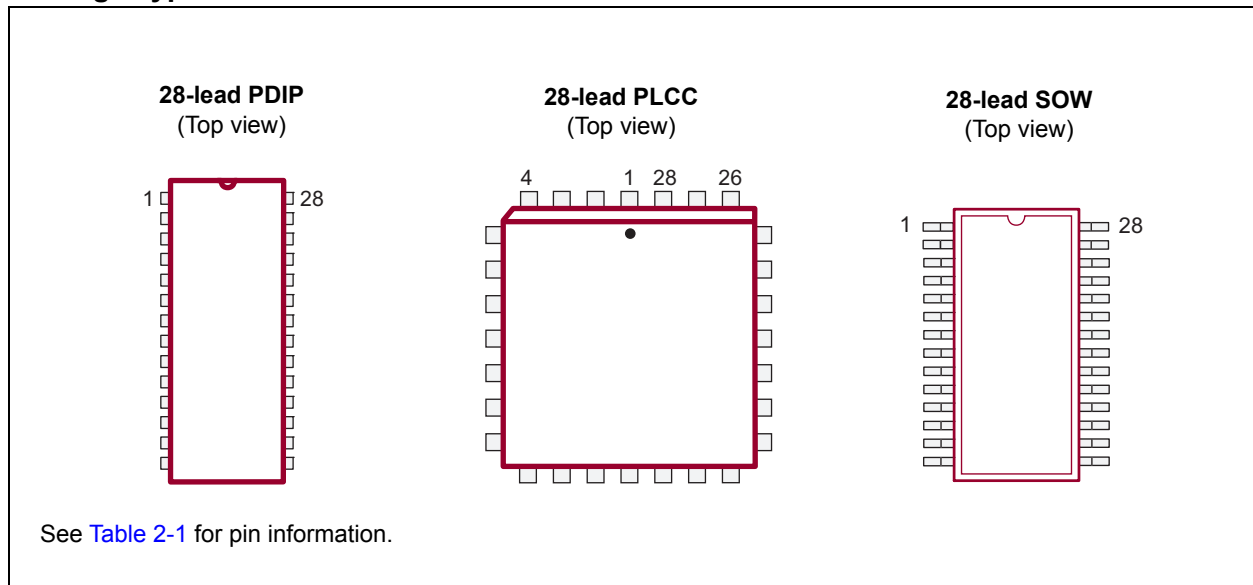 28-lead PDIP
(Top view)
1
28
28-lead PLCC
(Top view)
4 1 28 26
28-lead SOW
(Top view)
1
28
See Table 2-1 for pin information.